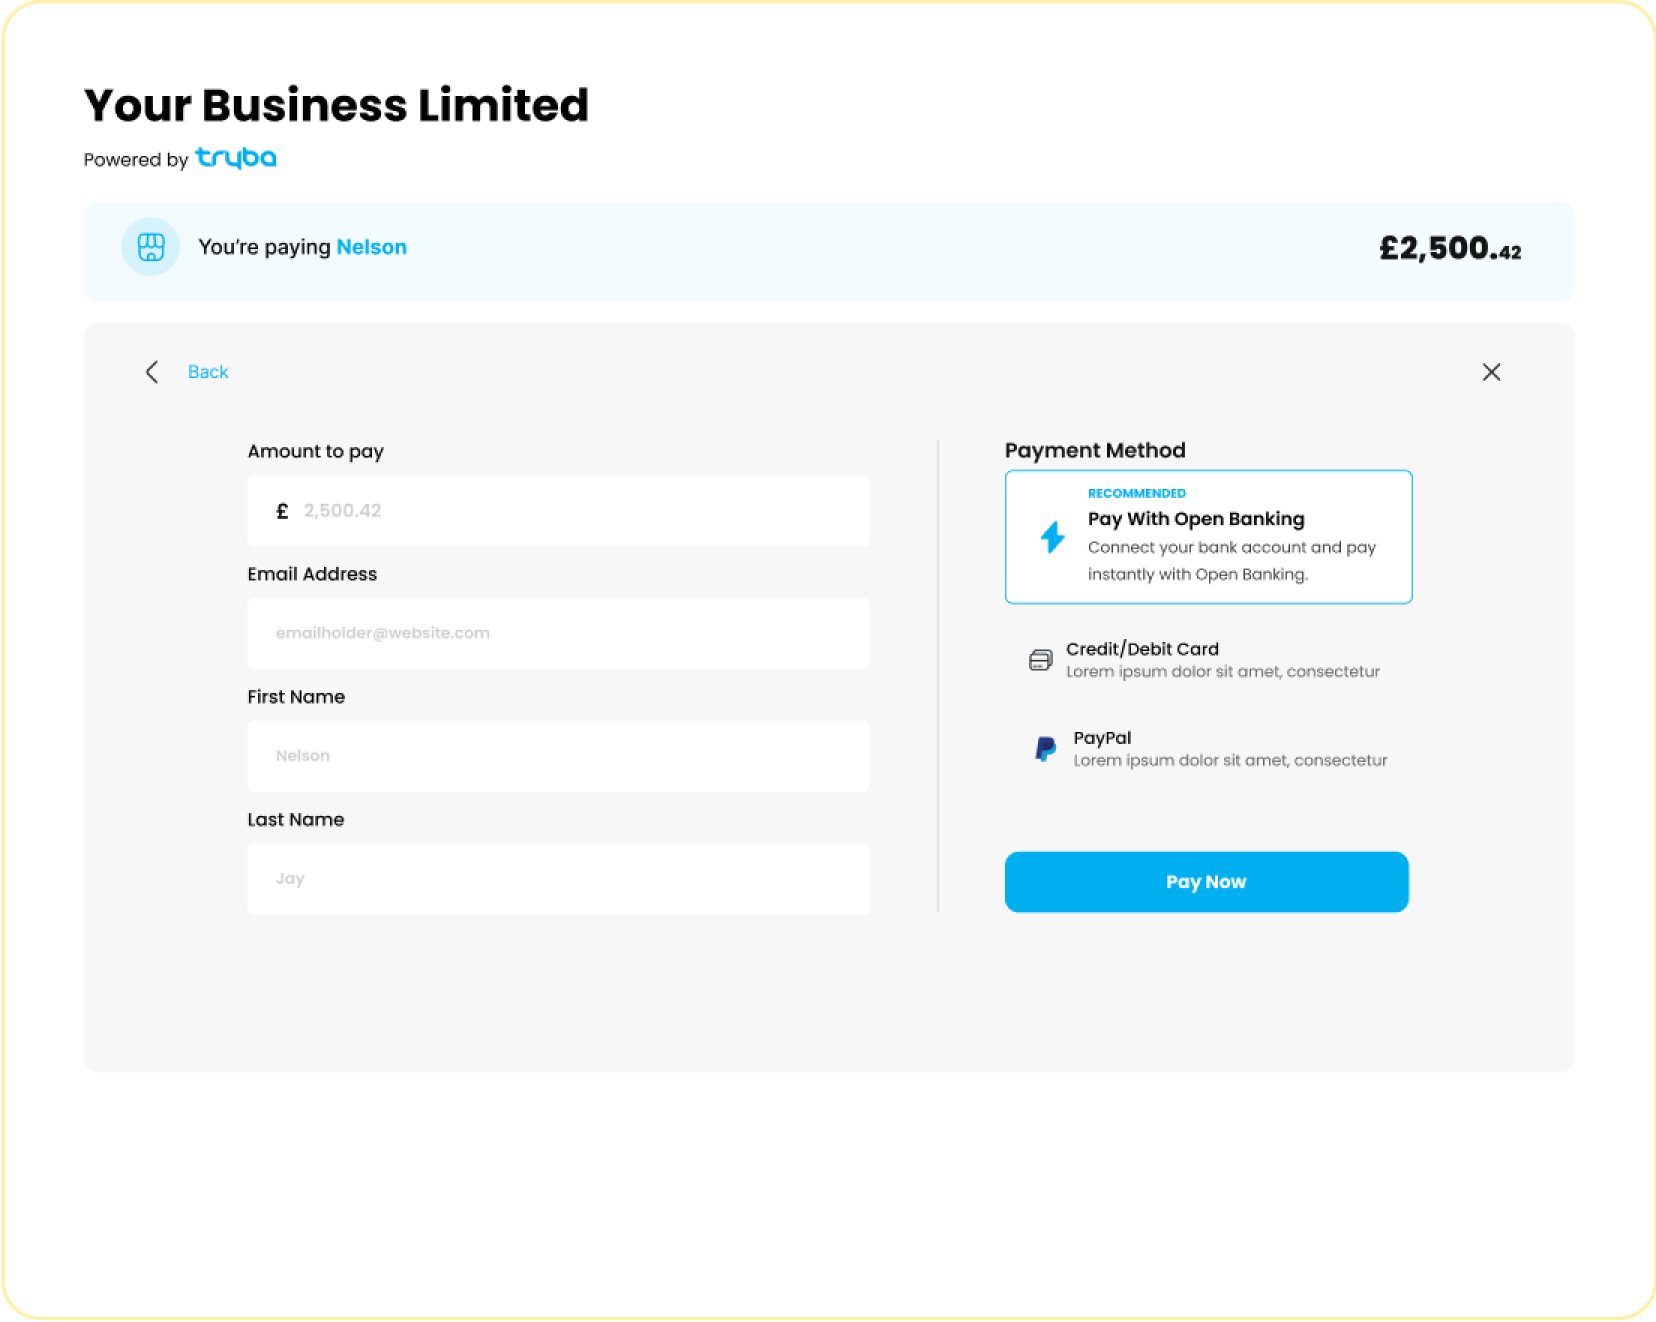 Your Business Limited
Powered by tryba
You're paying Nelson
£2,500.42
Back
Amount to pay
£ 2,500.42
Email Address
emailholder@website.com
First Name
Nelson
Last Name
Jay
Payment Method
RECOMMENDED
Pay With Open Banking
Connect your bank account and pay
instantly with Open Banking.
Credit/Debit Card
Lorem ipsum dolor sit amet, consectetur
PayPal
Lorem ipsum dolor sit amet, consectetur
Pay Now